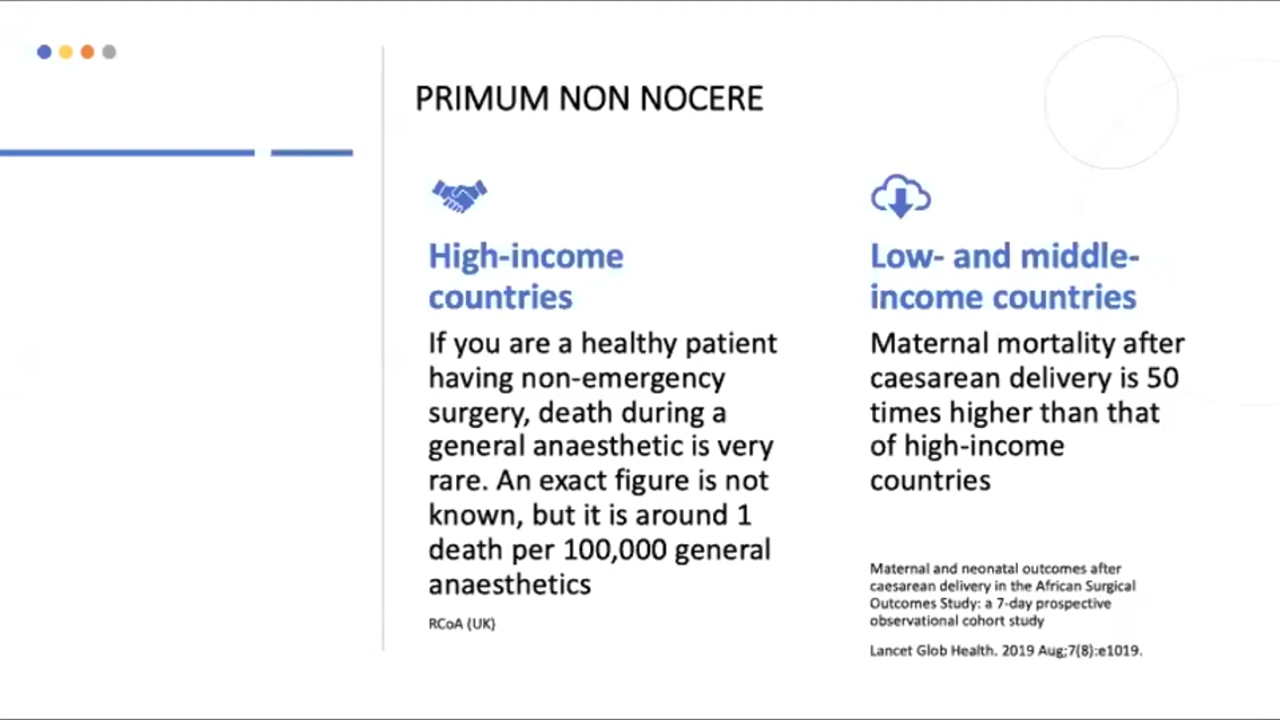 PRIMUM NON NOCERE
High-income
countries
If you are a healthy patient
having non-emergency
surgery, death during a
general anaesthetic is very
rare. An exact figure is not
known, but it is around 1
death per 100,000 general
anaesthetics
RCoA (UK)
Low- and middle-
income countries
Maternal mortality after
caesarean delivery is 50
times higher than that
of high-income
countries
Maternal and neonatal outcomes after
caesarean delivery in the African Surgical
Outcomes Study: a 7-day prospective
observational cohort study
Lancet Glob Health. 2019 Aug;7(8):e1019.